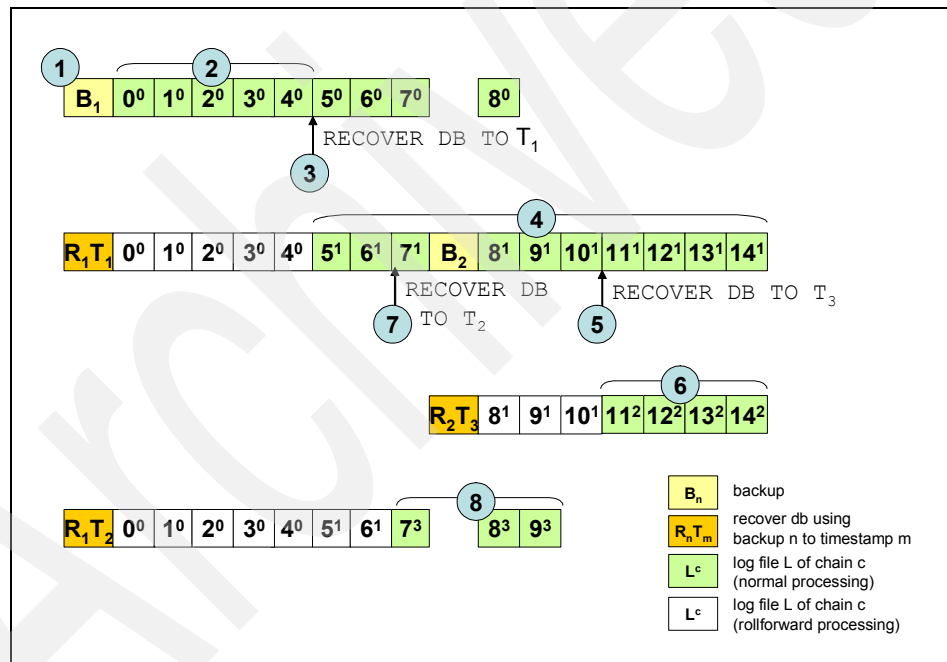 1 2
B₁ 0⁰ 1⁰ 2⁰ 3⁰ 4⁰ 5⁰ 6⁰ 7⁰ 8⁰
RECOVER DB TO T₁
3
4
R₁T₁ 0⁰ 1⁰ 2⁰ 3⁰ 4⁰ 5¹ 6¹ 7¹ B₂ 8¹ 9¹ 10¹ 11¹ 12¹ 13¹ 14¹
RECOVER DB
TO T₂
7
RECOVER DB TO T₃
5
6
R₂T₃ 8¹ 9¹ 10¹ 11² 12² 13² 14²
8
R₁T₂ 0⁰ 1⁰ 2⁰ 3⁰ 4⁰ 5¹ 6¹ 7³ 8³ 9³
Bₙ backup
RₙTₘ recover db using
backup n to timestamp m
Lᶜ log file L of chain c
(normal processing)
Lᶜ log file L of chain c
(rollforward processing)